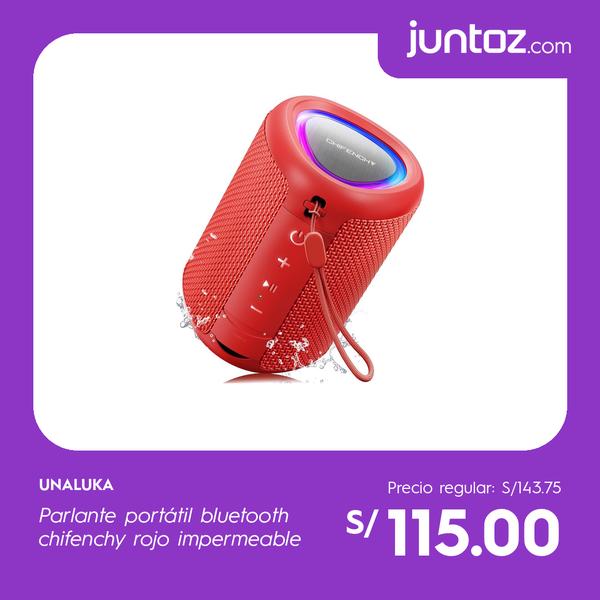 juntoz.com
CHIFENCHY
UNALUKA
Parlante portátil bluetooth
chifenchy rojo impermeable
Precio regular: S/143.75
S/ 115.00